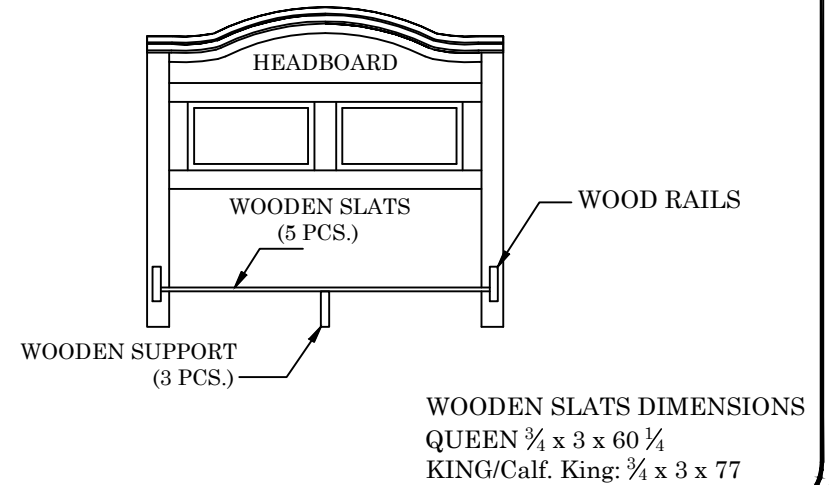 HEADBOARD
WOODEN SLATS
(5 PCS.)
WOOD RAILS
WOODEN SUPPORT
(3 PCS.)
WOODEN SLATS DIMENSIONS
QUEEN ¾ x 3 x 60 ¼
KING/Calf. King: ¾ x 3 x 77